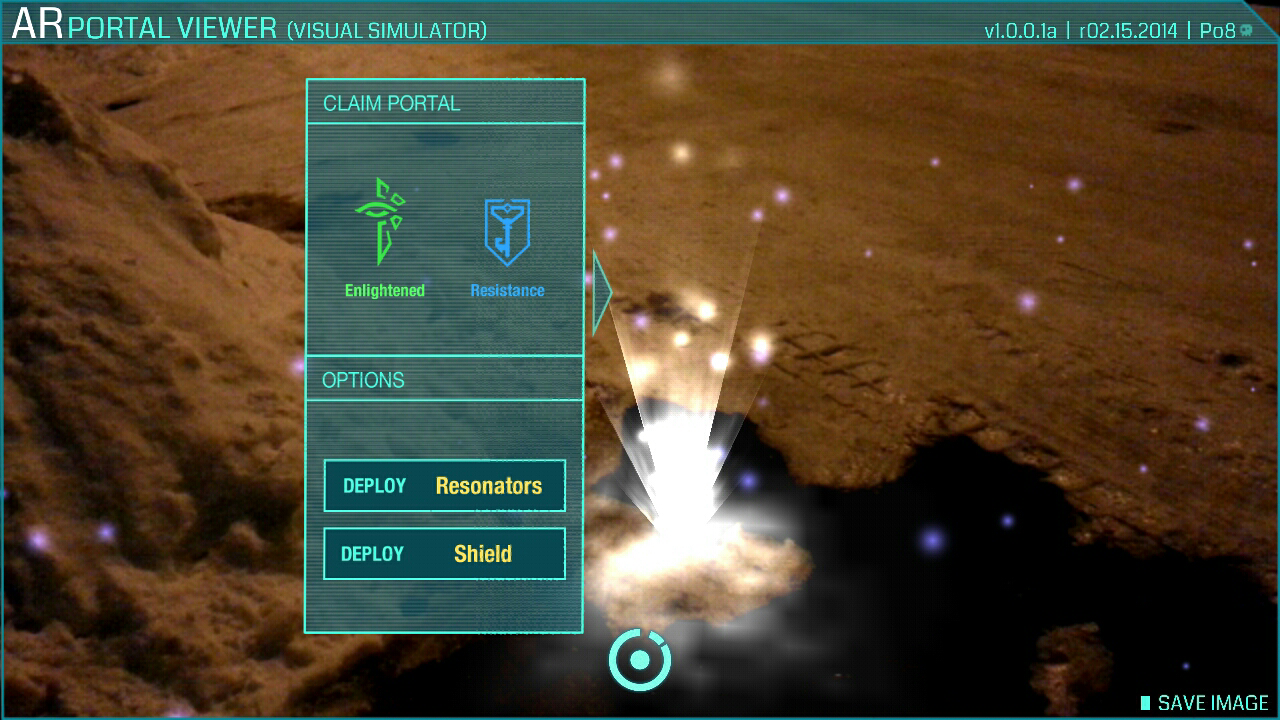 AR PORTAL VIEWER (VISUAL SIMULATOR)
v1.0.0.1a | r02.15.2014 | Po8
CLAIM PORTAL
Enlightened Resistance
OPTIONS
DEPLOY Resonators
DEPLOY Shield
SAVE IMAGE